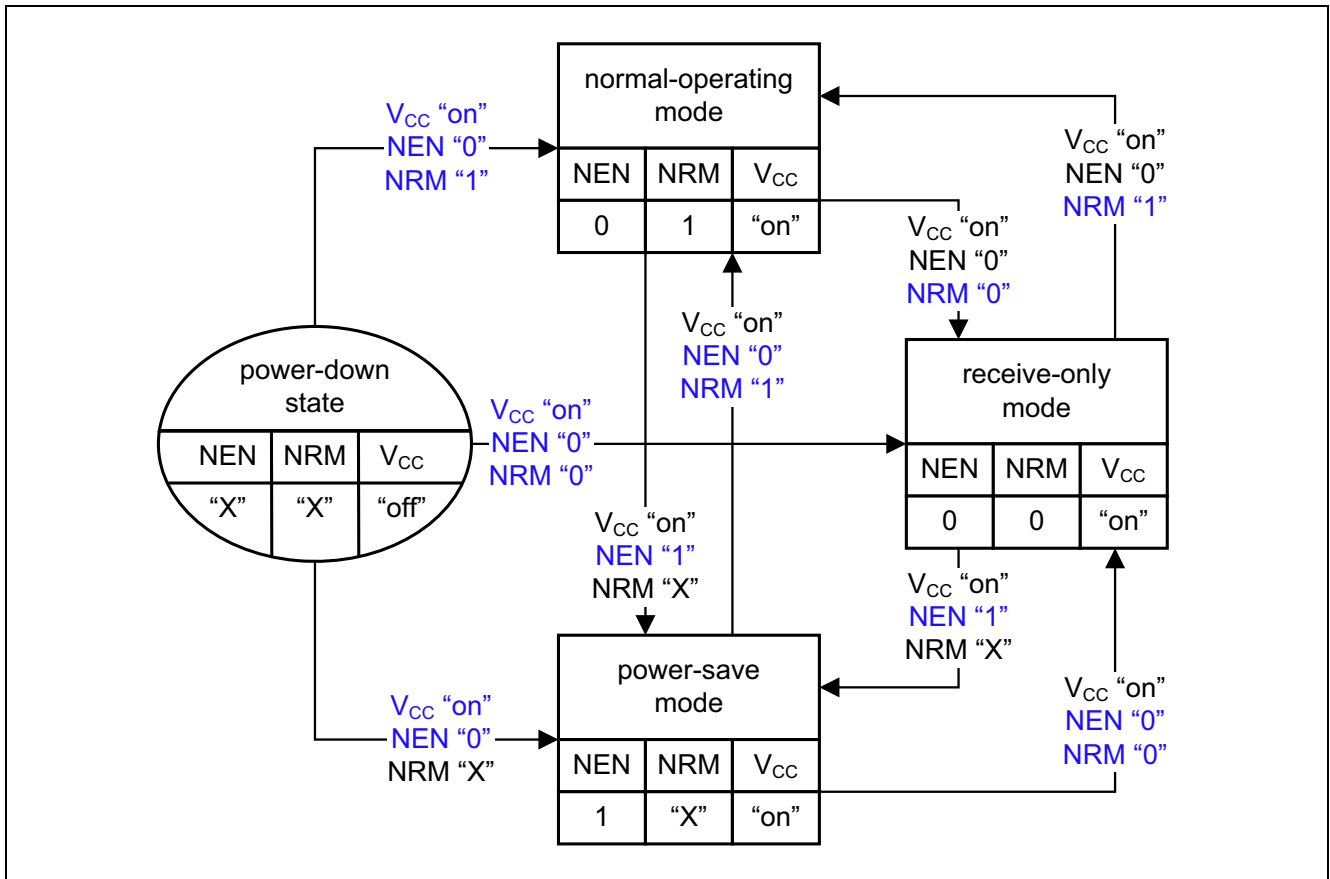 normal-operating
mode
NEN NRM VCC
0 1 “on”
VCC “on”
NEN “0”
NRM “1”
VCC “on”
NEN “0”
NRM “1”
VCC “on”
NEN “0”
NRM “0”
VCC “on”
NEN “0”
NRM “1”
power-down
state
NEN NRM VCC
“X” “X” “off”
VCC “on”
NEN “0”
NRM “0”
receive-only
mode
NEN NRM VCC
0 0 “on”
VCC “on”
NEN “1”
NRM “X”
VCC “on”
NEN “1”
NRM “X”
power-save
mode
NEN NRM VCC
1 “X” “on”
VCC “on”
NEN “0”
NRM “X”
VCC “on”
NEN “0”
NRM “0”